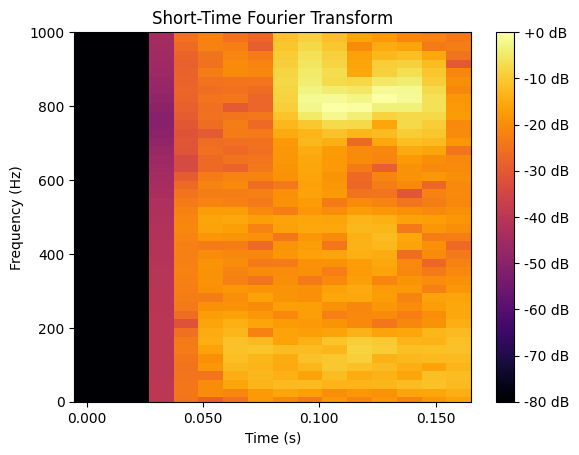 Short-Time Fourier Transform
1000
800
600
400
200
0
Frequency (Hz)
0.000
0.050
0.100
0.150
Time (s)
+0 dB
-10 dB
-20 dB
-30 dB
-40 dB
-50 dB
-60 dB
-70 dB
-80 dB